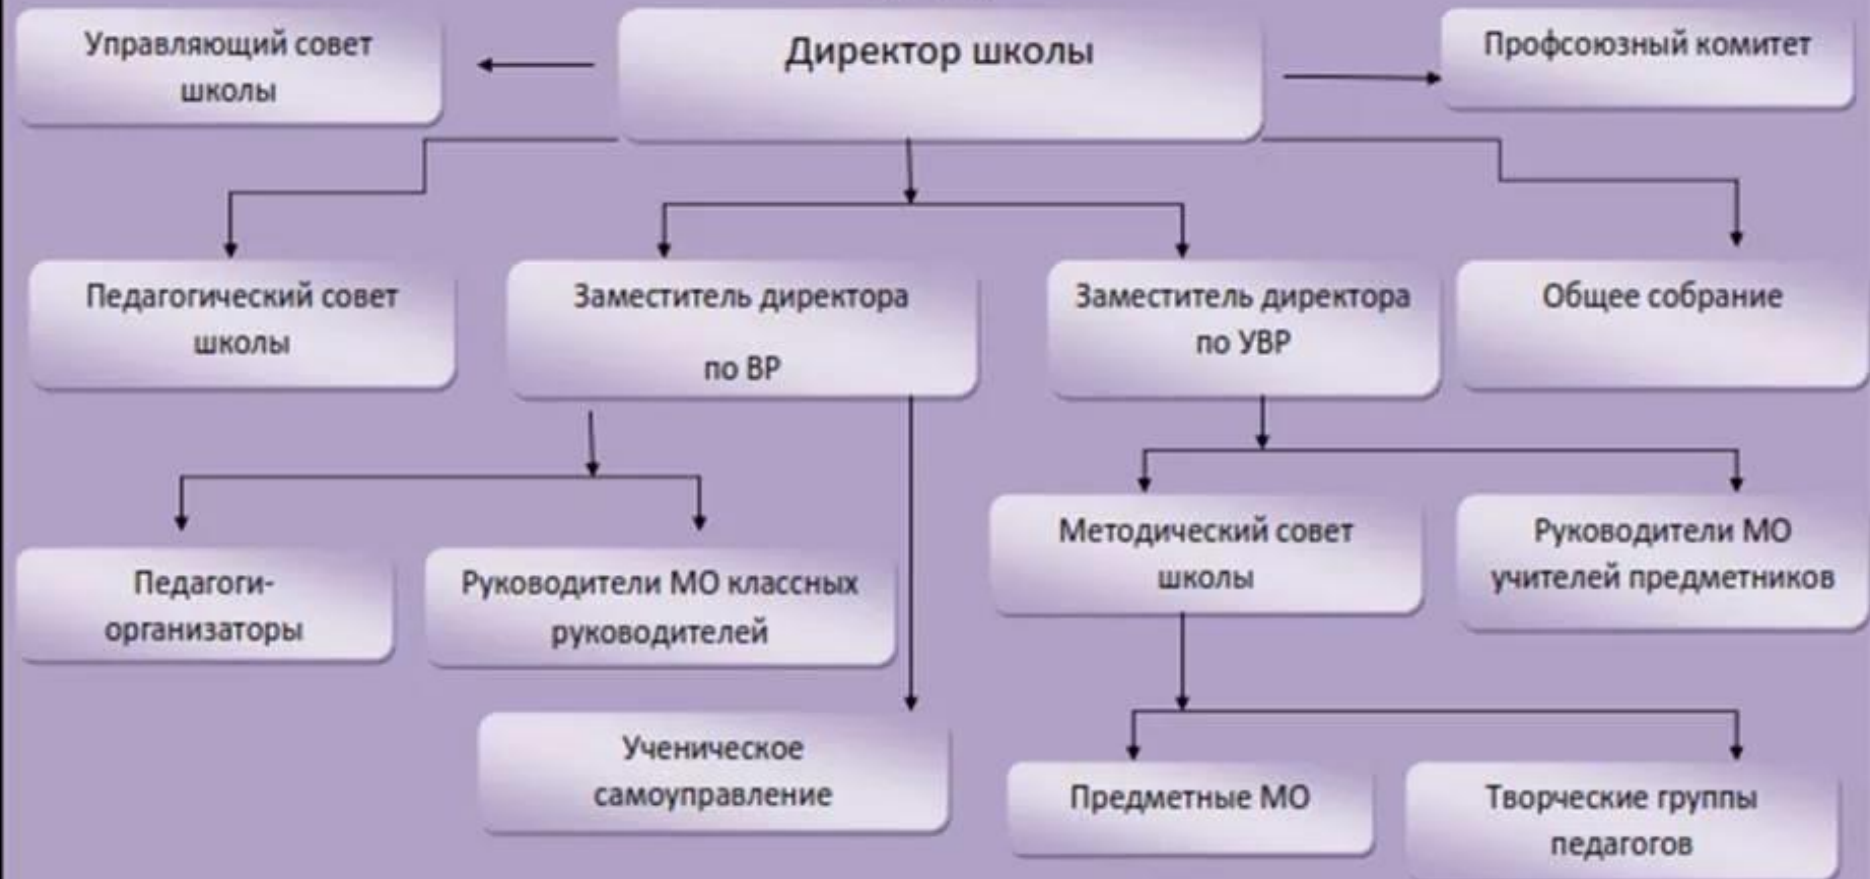 Управляющий совет
школы
Директор школы
Профсоюзный комитет
Педагогический совет
школы
Заместитель директора
по ВР
Заместитель директора
по УВР
Общее собрание
Педагоги-
организаторы
Руководители МО классных
руководителей
Методический совет
школы
Руководители МО
учителей предметников
Ученическое
самоуправление
Предметные МО
Творческие группы
педагогов